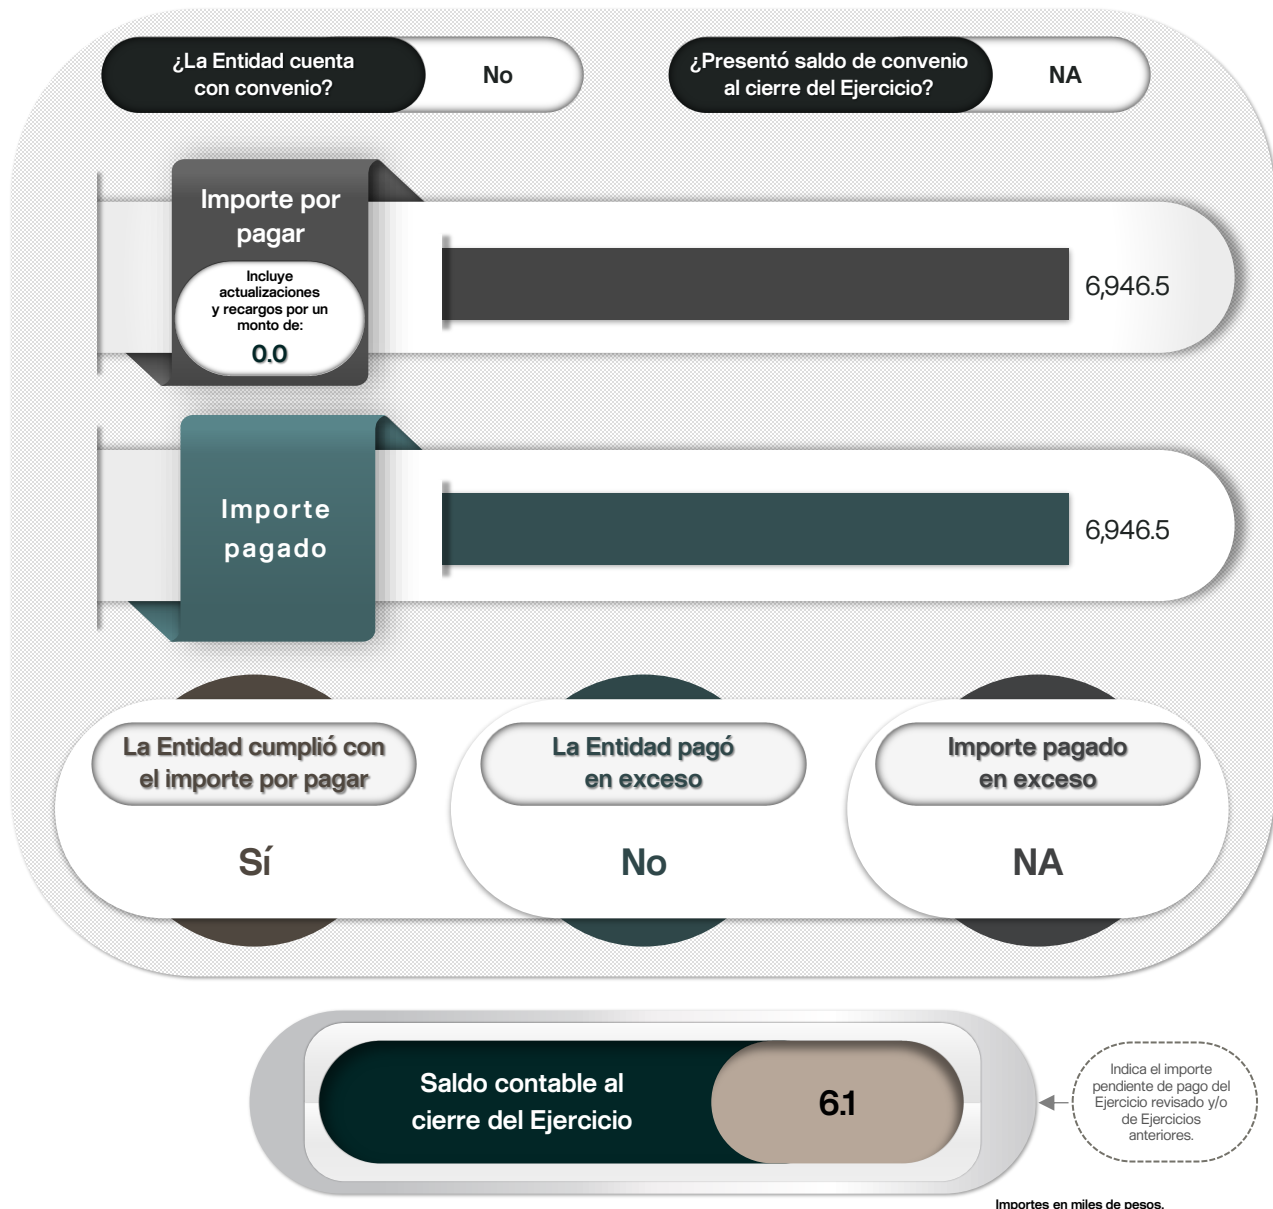 ¿La Entidad cuenta
con convenio?
No
¿Presentó saldo de convenio
al cierre del Ejercicio?
NA
Importe por
pagar
Incluye
actualizaciones
y recargos por un
monto de:
0.0
6,946.5
Importe
pagado
6,946.5
La Entidad cumplió con
el importe por pagar
Sí
La Entidad pagó
en exceso
No
Importe pagado
en exceso
NA
Saldo contable al
cierre del Ejercicio
6.1
Indica el importe
pendiente de pago del
Ejercicio revisado y/o
de Ejercicios
anteriores.
Importes en miles de pesos.